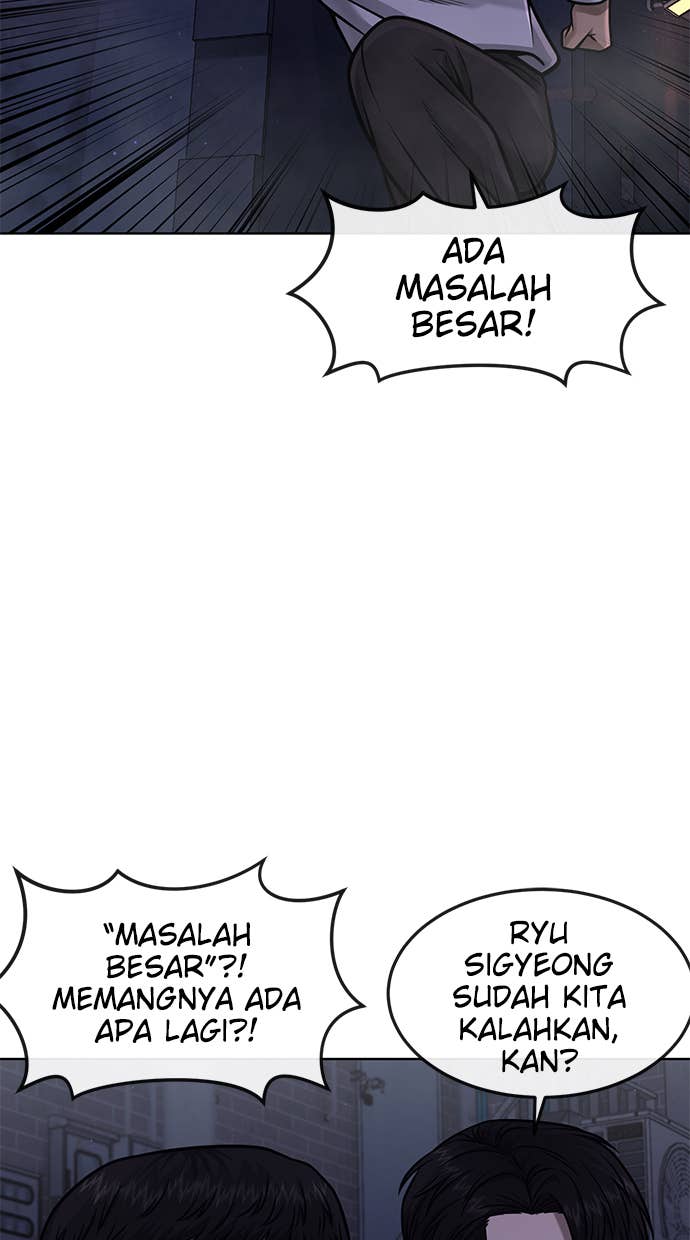 ADA
MASALAH
BESAR!
"MASALAH
BESAR"?!
MEMANGNYA ADA
APA LAGI?!
RYU
SIGYEONG
SUDAH KITA
KALAHKAN,
KAN?